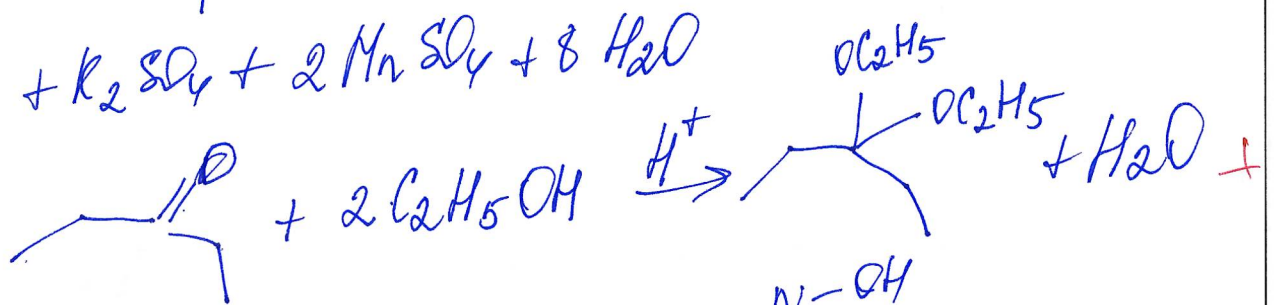 + K2SO4 + 2 MnSO4 + 8 H2O
OC2H5
OC2H5
O + 2 C2H5OH H+ → + H2O +
N-OH